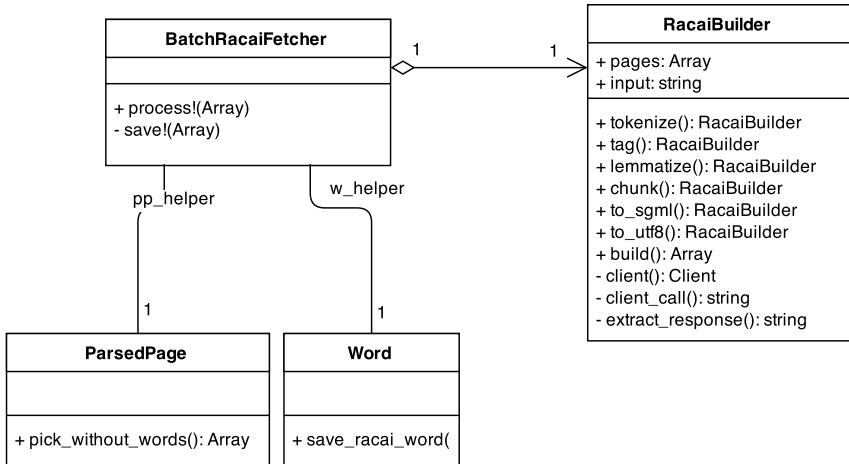 BatchRacaiFetcher
+ process!(Array)
- save!(Array)
1
1
RacaiBuilder
+ pages: Array
+ input: string
+ tokenize(): RacaiBuilder
+ tag(): RacaiBuilder
+ lemmatize(): RacaiBuilder
+ chunk(): RacaiBuilder
+ to_sgml(): RacaiBuilder
+ to_utf8(): RacaiBuilder
+ build(): Array
- client(): Client
- client_call(): string
- extract_response(): string
pp_helper
w_helper
1
1
ParsedPage
+ pick_without_words(): Array
Word
+ save_racai_word(